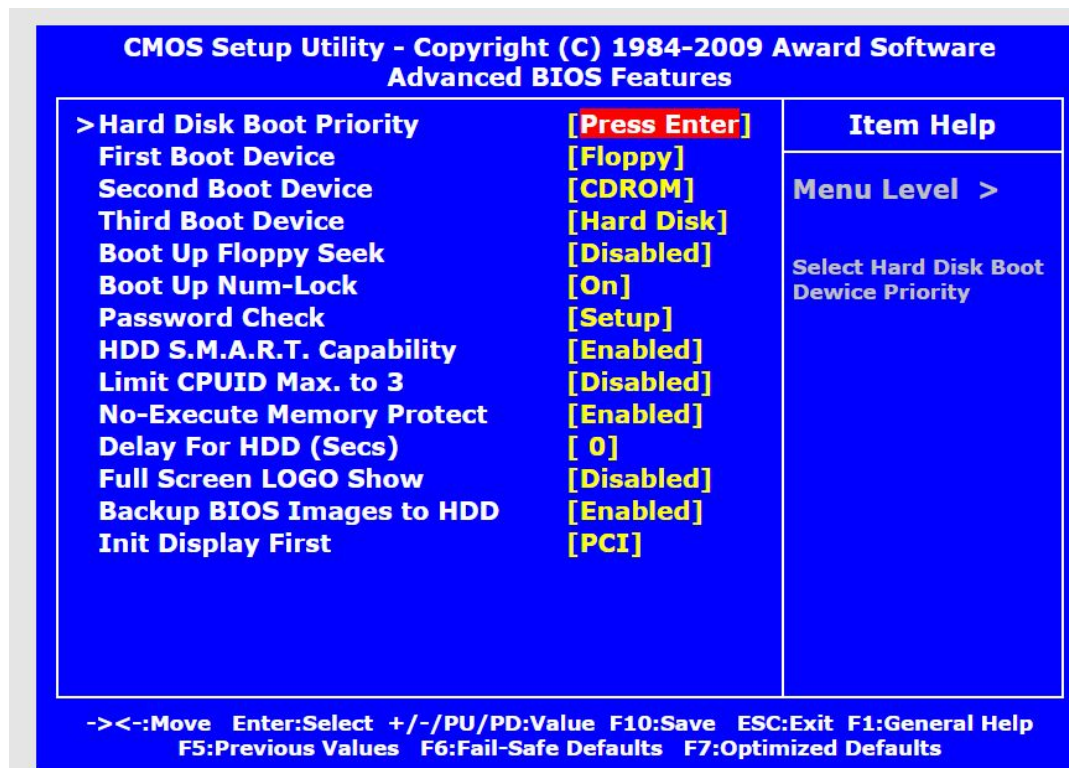 CMOS Setup Utility - Copyright (C) 1984-2009 Award Software
Advanced BIOS Features
>Hard Disk Boot Priority [Press Enter]
First Boot Device [Floppy]
Second Boot Device [CDROM]
Third Boot Device [Hard Disk]
Boot Up Floppy Seek [Disabled]
Boot Up Num-Lock [On]
Password Check [Setup]
HDD S.M.A.R.T. Capability [Enabled]
Limit CPUID Max. to 3 [Disabled]
No-Execute Memory Protect [Enabled]
Delay For HDD (Secs) [ 0]
Full Screen LOGO Show [Disabled]
Backup BIOS Images to HDD [Enabled]
Init Display First [PCI]
Item Help
Menu Level >
Select Hard Disk Boot
Dewice Priority
-><-:Move Enter:Select +/-/PU/PD:Value F10:Save ESC:Exit F1:General Help
F5:Previous Values F6:Fail-Safe Defaults F7:Optimized Defaults